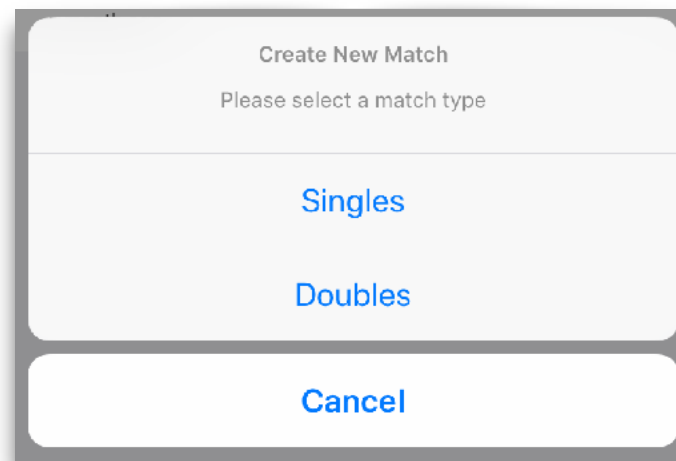 Create New Match
Please select a match type
Singles
Doubles
Cancel